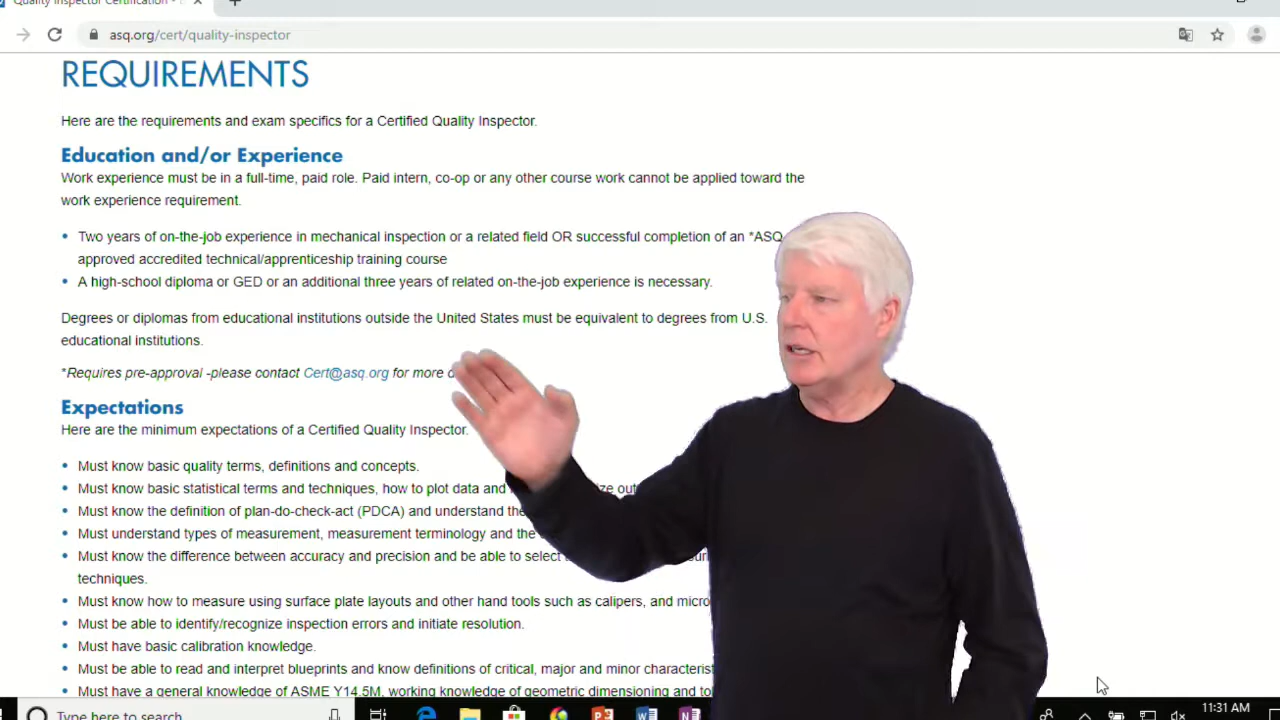 Quality Inspector Certification -
asq.org/cert/quality-inspector
REQUIREMENTS
Here are the requirements and exam specifics for a Certified Quality Inspector.
Education and/or Experience
Work experience must be in a full-time, paid role. Paid intern, co-op or any other course work cannot be applied toward the
work experience requirement.
• Two years of on-the-job experience in mechanical inspection or a related field OR successful completion of an *ASQ
approved accredited technical/apprenticeship training course
• A high-school diploma or GED or an additional three years of related on-the-job experience is necessary.
Degrees or diplomas from educational institutions outside the United States must be equivalent to degrees from U.S.
educational institutions.
*Requires pre-approval -please contact Cert@asq.org for more
Expectations
Here are the minimum expectations of a Certified Quality Inspector.
• Must know basic quality terms, definitions and concepts.
• Must know basic statistical terms and techniques, how to plot data and
• Must know the definition of plan-do-check-act (PDCA) and understand the
• Must understand types of measurement, measurement terminology and the
• Must know the difference between accuracy and precision and be able to select
techniques.
• Must know how to measure using surface plate layouts and other hand tools such as calipers, and
• Must be able to identify/recognize inspection errors and initiate resolution.
• Must have basic calibration knowledge.
• Must be able to read and interpret blueprints and know definitions of critical, major and minor
• Must have a general knowledge of ASME Y14.5M, working knowledge of geometric dimensioning and
Type here to search
11:31 AM